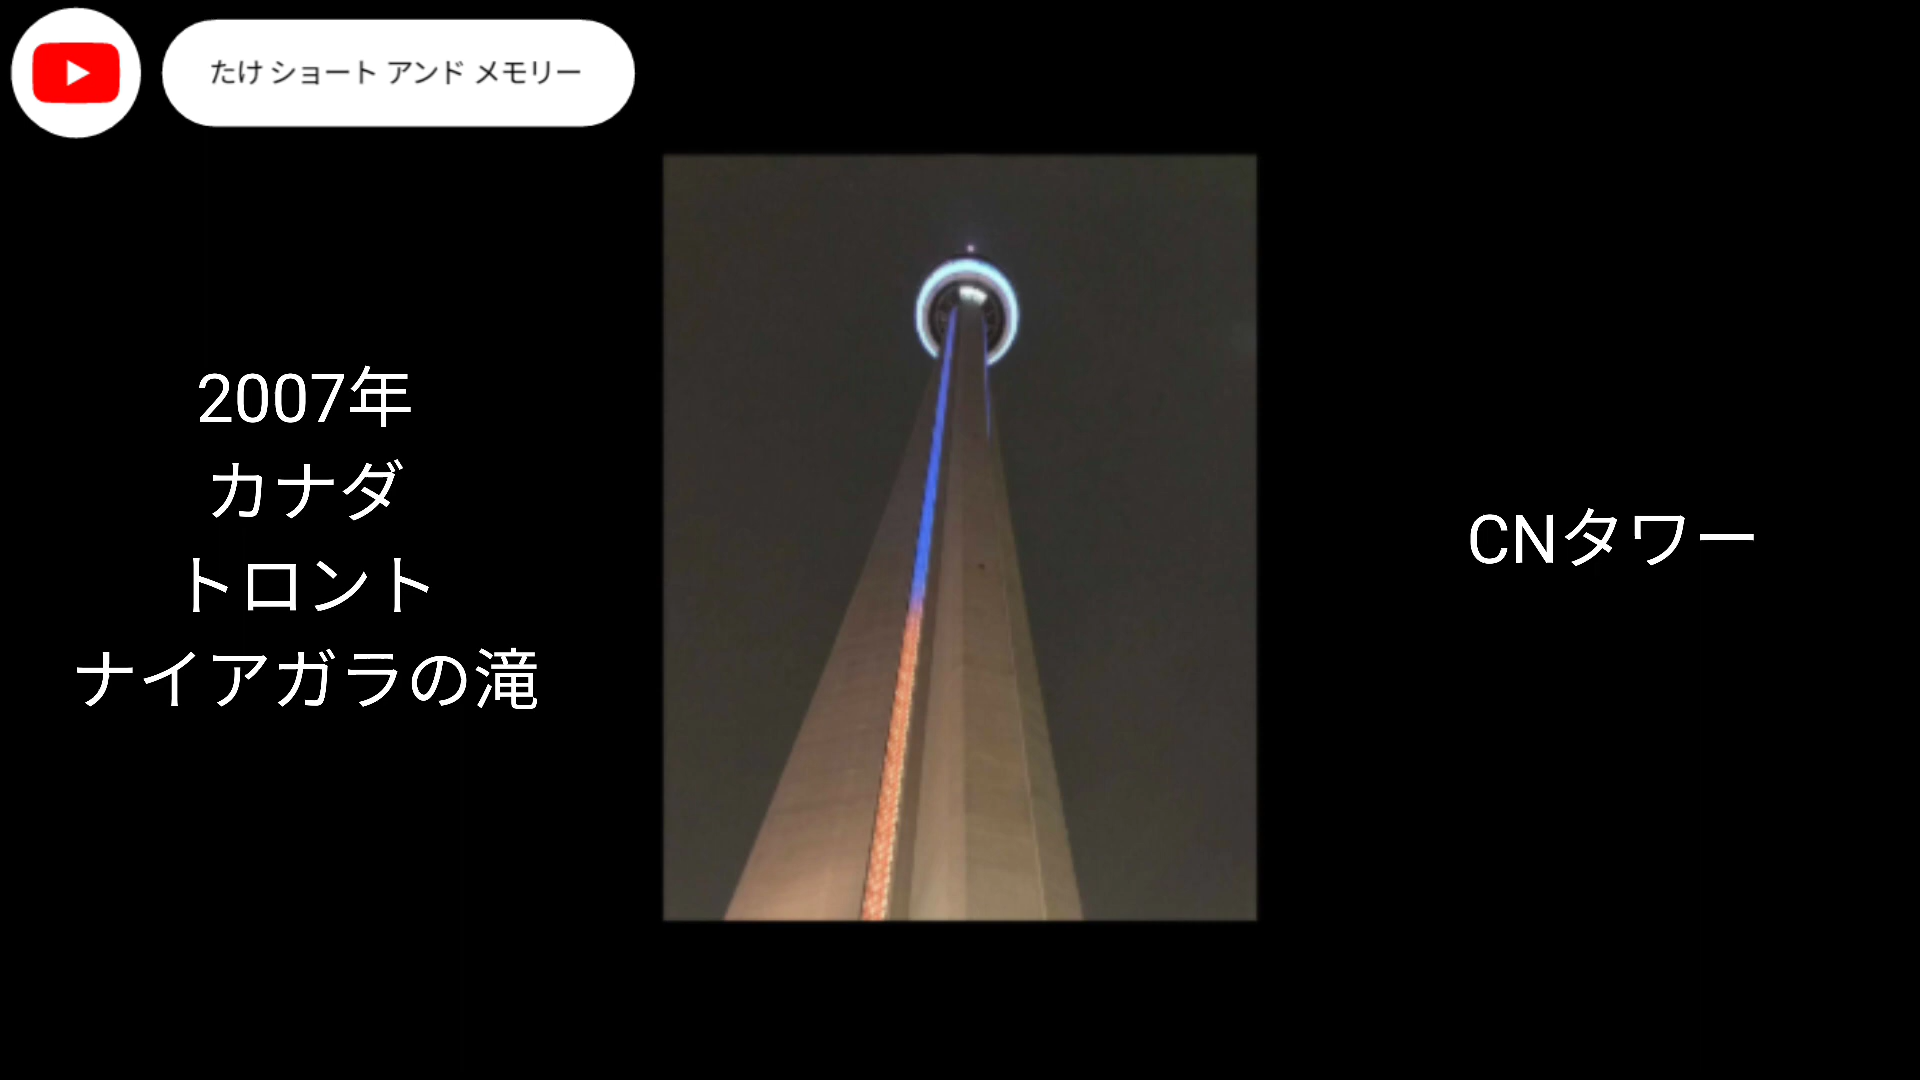 たけ ショート アンド メモリー
2007年
カナダ
トロント
ナイアガラの滝
CNタワー